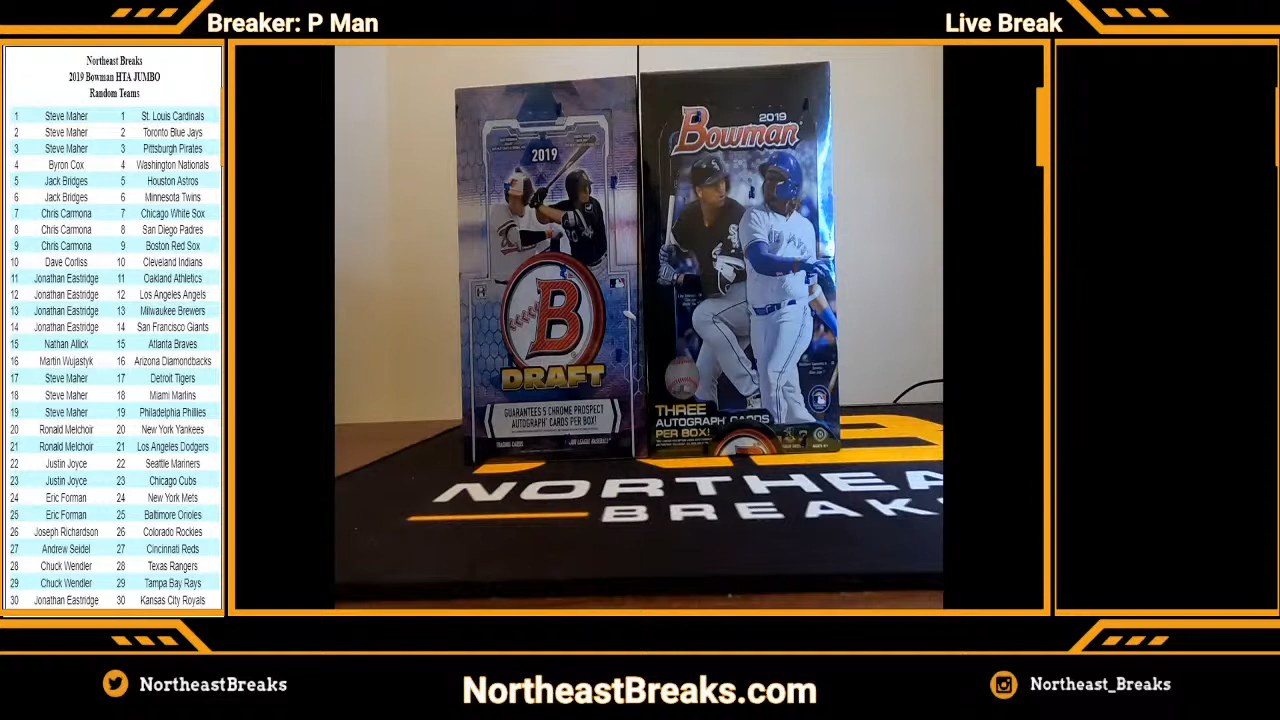 Breaker: P Man
Live Break
Northeast Breaks
2019 Bowman HTA JUMBO
Random Teams
1 Steve Maher 1 St. Louis Cardinals
2 Steve Maher 2 Toronto Blue Jays
3 Steve Maher 3 Pittsburgh Pirates
4 Byron Cox 4 Washington Nationals
5 Jack Bridges 5 Houston Astros
6 Jack Bridges 6 Minnesota Twins
7 Chris Carmona 7 Chicago White Sox
8 Chris Carmona 8 San Diego Padres
9 Chris Carmona 9 Boston Red Sox
10 Dave Corliss 10 Cleveland Indians
11 Jonathan Eastridge 11 Oakland Athletics
12 Jonathan Eastridge 12 Los Angeles Angels
13 Jonathan Eastridge 13 Milwaukee Brewers
14 Jonathan Eastridge 14 San Francisco Giants
15 Nathan Allick 15 Atlanta Braves
16 Martin Wujastyk 16 Arizona Diamondbacks
17 Steve Maher 17 Detroit Tigers
18 Steve Maher 18 Miami Marlins
19 Steve Maher 19 Philadelphia Phillies
20 Ronald Melchoir 20 New York Yankees
21 Ronald Melchoir 21 Los Angeles Dodgers
22 Justin Joyce 22 Seattle Mariners
23 Justin Joyce 23 Chicago Cubs
24 Eric Forman 24 New York Mets
25 Eric Forman 25 Baltimore Orioles
26 Joseph Richardson 26 Colorado Rockies
27 Andrew Seidel 27 Cincinnati Reds
28 Chuck Wendler 28 Texas Rangers
29 Chuck Wendler 29 Tampa Bay Rays
30 Jonathan Eastridge 30 Kansas City Royals
2019
B
DRAFT
GUARANTEES 5 CHROME PROSPECT
AUTOGRAPH CARDS PER BOX!
TRADING CARDS
2019
Bowman
THREE
AUTOGRAPH CARDS
PER BOX!
NORTHEA
BREAK
NortheastBreaks
NortheastBreaks.com
Northeast_Breaks